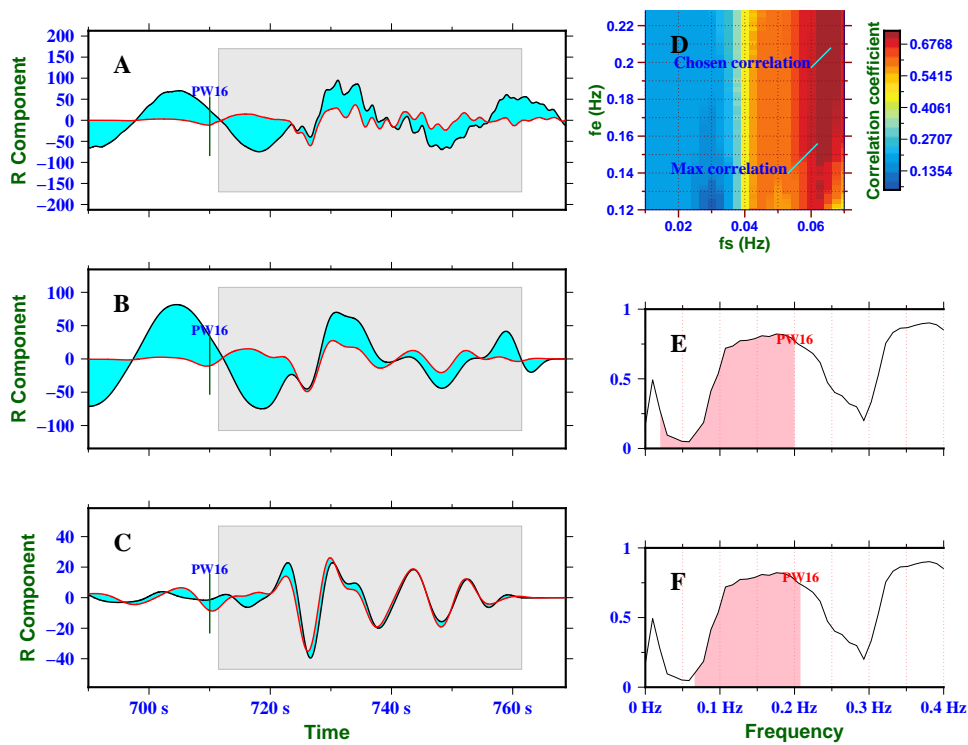 R Component
200
150
100
50
0
−50
−100
−150
−200
A
PW16
R Component
100
50
0
−50
−100
B
PW16
R Component
40
20
0
−20
−40
C
PW16
700 s
720 s
740 s
760 s
Time
fe (Hz)
0.22
0.2
0.18
0.16
0.14
0.12
D
Chosen correlation
Max correlation
0.02
0.04
0.06
fs (Hz)
0.6768
0.5415
0.4061
0.2707
0.1354
Correlation coefficient
1
0.5
0
E
PW16
1
0.5
0
F
PW16
0 Hz
0.1 Hz
0.2 Hz
0.3 Hz
0.4 Hz
Frequency